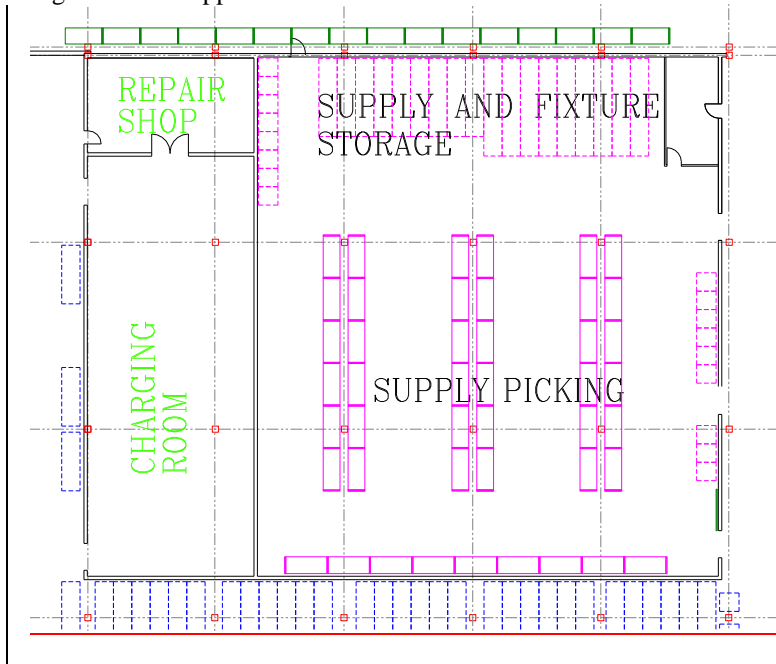 REPAIR
SHOP
SUPPLY AND FIXTURE
STORAGE
CHARGING
ROOM
SUPPLY PICKING